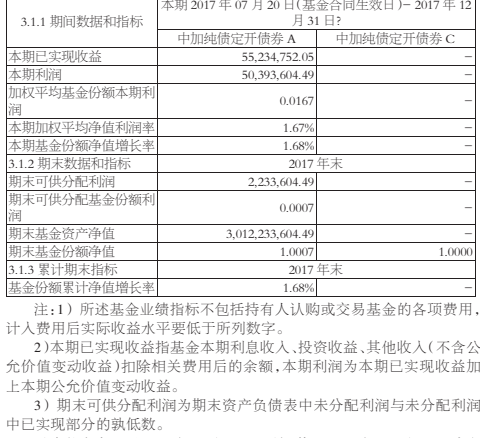 本期 2017 年 07 月 20 日(基金合同生效日)- 2017 年 12
3.1.1 期间数据和指标
月 31 日?
中加纯债定开债券 A 中加纯债定开债券 C
本期已实现收益 55,234,752.05 -
本期利润 50,393,604.49 -
加权平均基金份额本期利
润 0.0167 -
本期加权平均净值利润率 1.67% -
本期基金份额净值增长率 1.68% -
3.1.2 期末数据和指标 2017 年末
期末可供分配利润 2,233,604.49 -
期末可供分配基金份额利
润 0.0007 -
期末基金资产净值 3,012,233,604.49 -
期末基金份额净值 1.0007 1.0000
3.1.3 累计期末指标 2017 年末
基金份额累计净值增长率 1.68% -
注:1）所述基金业绩指标不包括持有人认购或交易基金的各项费用，
计入费用后实际收益水平要低于所列数字。
2)本期已实现收益指基金本期利息收入、投资收益、其他收入(不含公
允价值变动收益)扣除相关费用后的余额,本期利润为本期已实现收益加
上本期公允价值变动收益。
3）期末可供分配利润为期末资产负债表中未分配利润与未分配利润
中已实现部分的孰低数。